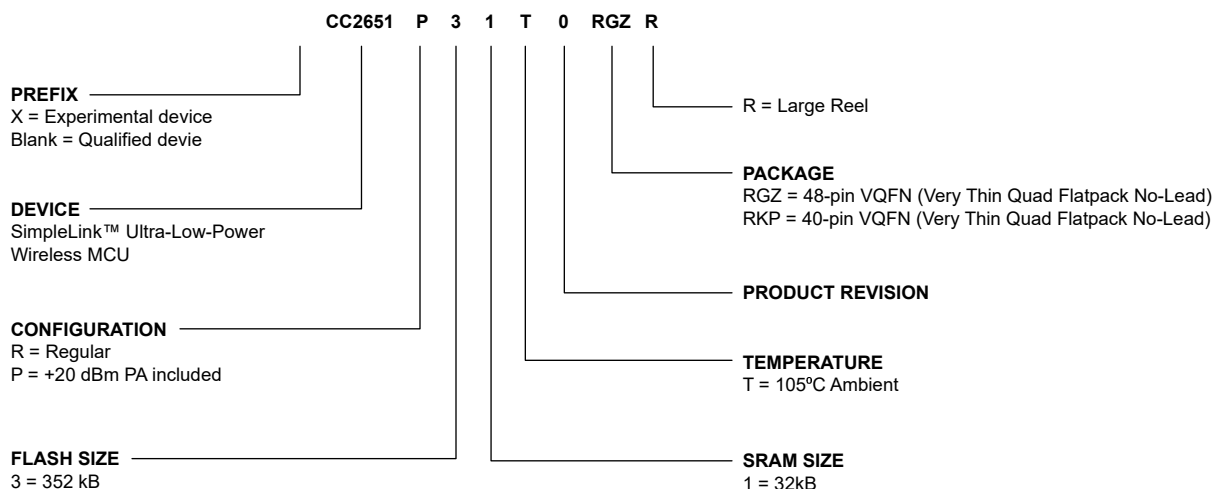 CC2651 P 3 1 T 0 RGZ R
PREFIX
X = Experimental device
Blank = Qualified devie
DEVICE
SimpleLink™ Ultra-Low-Power
Wireless MCU
CONFIGURATION
R = Regular
P = +20 dBm PA included
FLASH SIZE
3 = 352 kB
R = Large Reel
PACKAGE
RGZ = 48-pin VQFN (Very Thin Quad Flatpack No-Lead)
RKP = 40-pin VQFN (Very Thin Quad Flatpack No-Lead)
PRODUCT REVISION
TEMPERATURE
T = 105ºC Ambient
SRAM SIZE
1 = 32kB